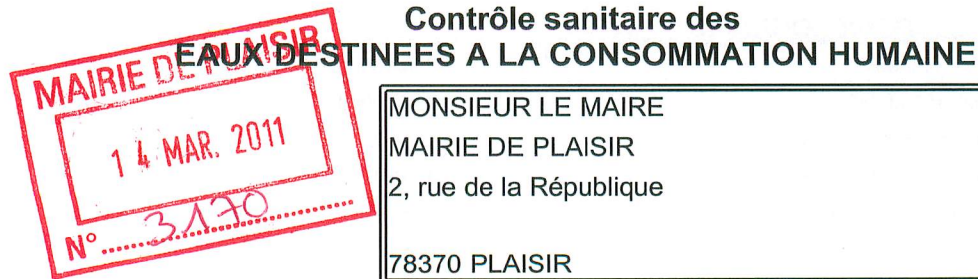 Contrôle sanitaire des
EAUX DESTINEES A LA CONSOMMATION HUMAINE
MAIRIE DE PLAISIR
14 MAR. 2011
N° 3170
MONSIEUR LE MAIRE
MAIRIE DE PLAISIR
2, rue de la République
78370 PLAISIR